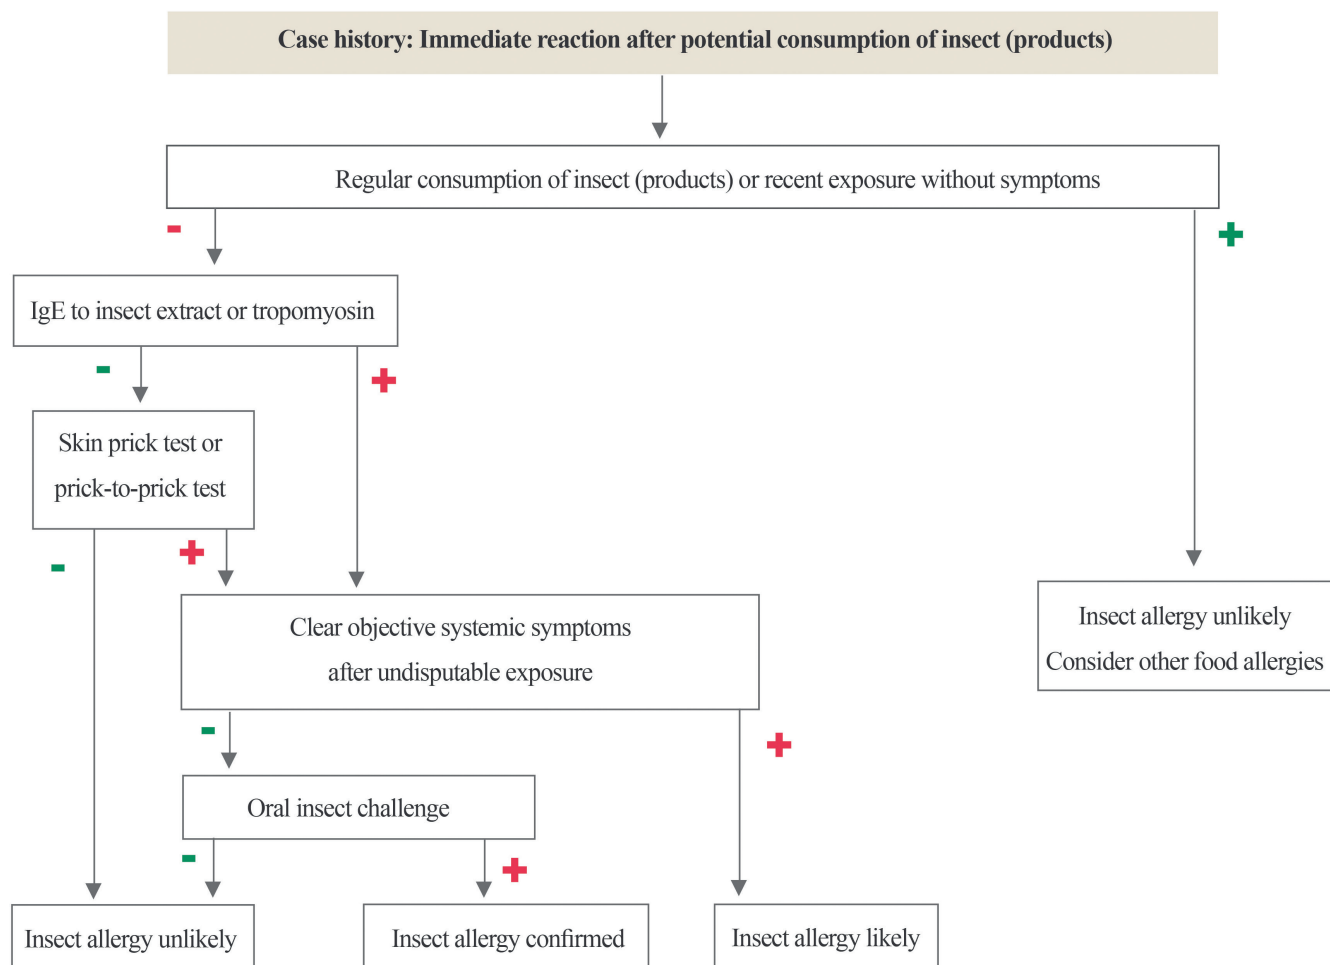 Case history: Immediate reaction after potential consumption of insect (products)
Regular consumption of insect (products) or recent exposure without symptoms
-
+
IgE to insect extract or tropomyosin
-
+
Skin prick test or
prick-to-prick test
-
+
Clear objective systemic symptoms
after undisputable exposure
Insect allergy unlikely
Consider other food allergies
-
+
Oral insect challenge
-
+
Insect allergy unlikely
Insect allergy confirmed
Insect allergy likely